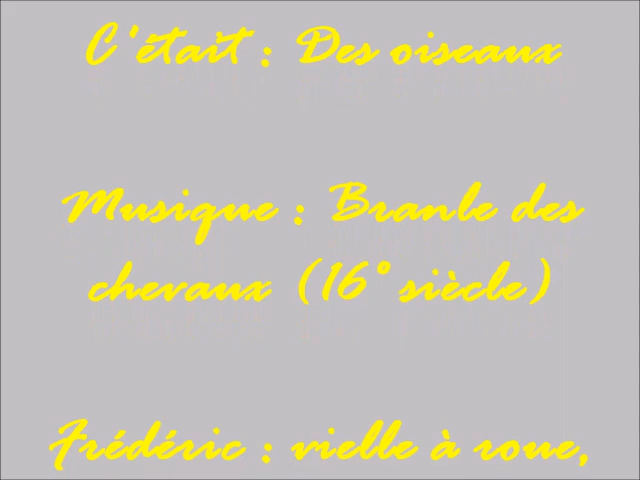 C'était : Des oiseaux
Musique : Branle des
chevaux (16° siècle)
Frédéric : vielle à roue,